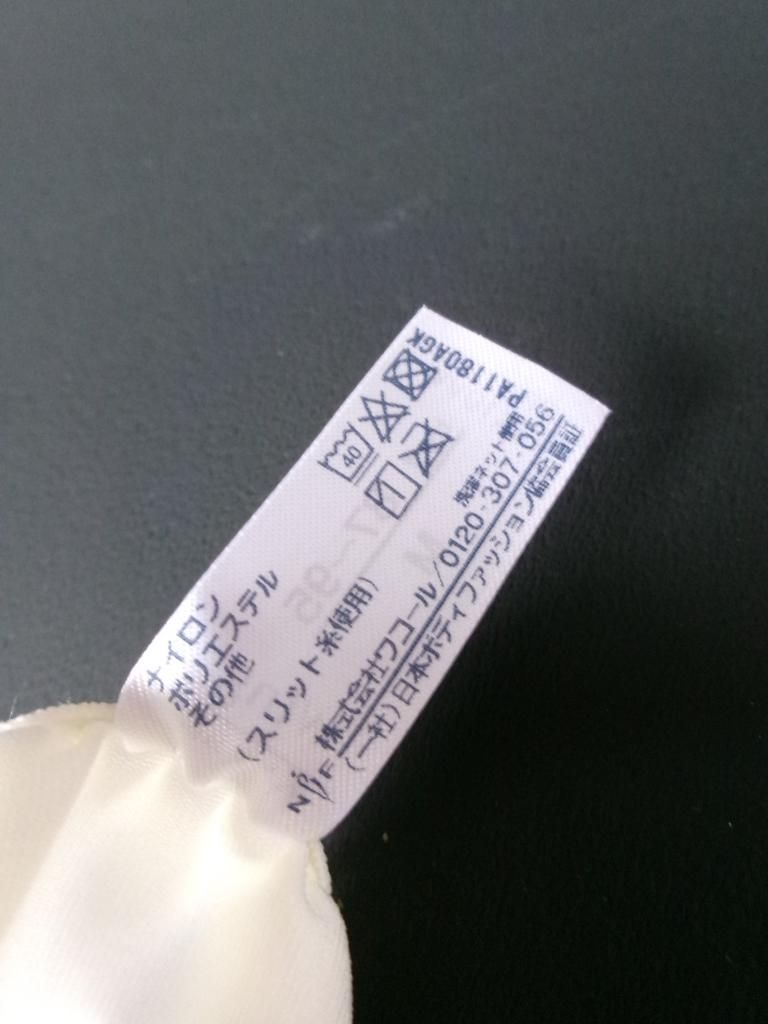 ナイロン
ポリエステル
その他
(スリット糸使用)
40
PA1180AGK
洗濯ネット使用
株式会社ワコール/0120-307-056
(一社)日本ボディファッション協会員証